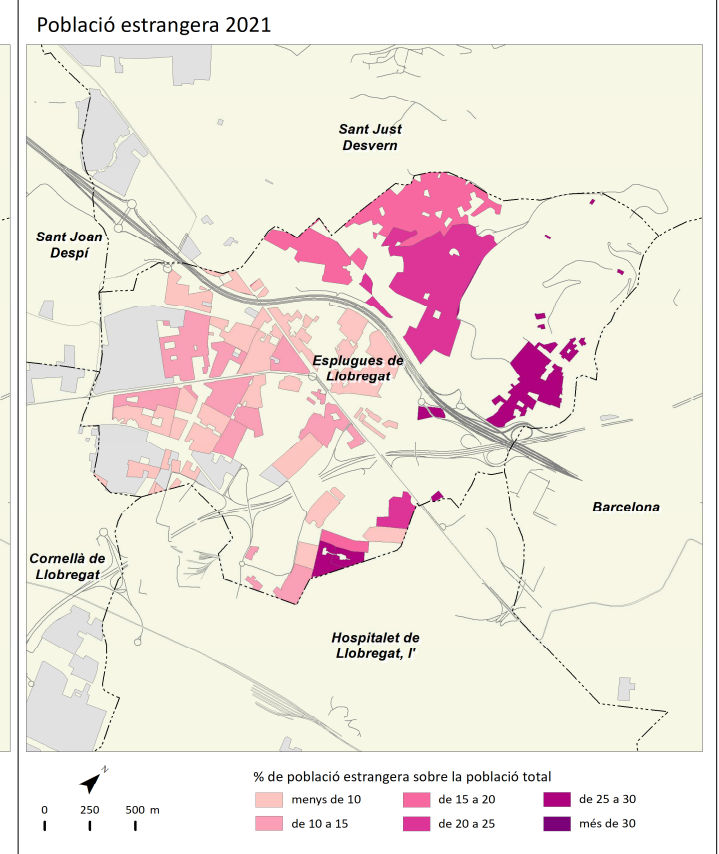 Població estrangera 2021
Sant Just
Desvern
Sant Joan
Despí
Esplugues de
Llobregat
Barcelona
Cornellà de
Llobregat
Hospitalet de
Llobregat, l'
N
0 250 500 m
% de població estrangera sobre la població total
menys de 10
de 15 a 20
de 25 a 30
de 10 a 15
de 20 a 25
més de 30